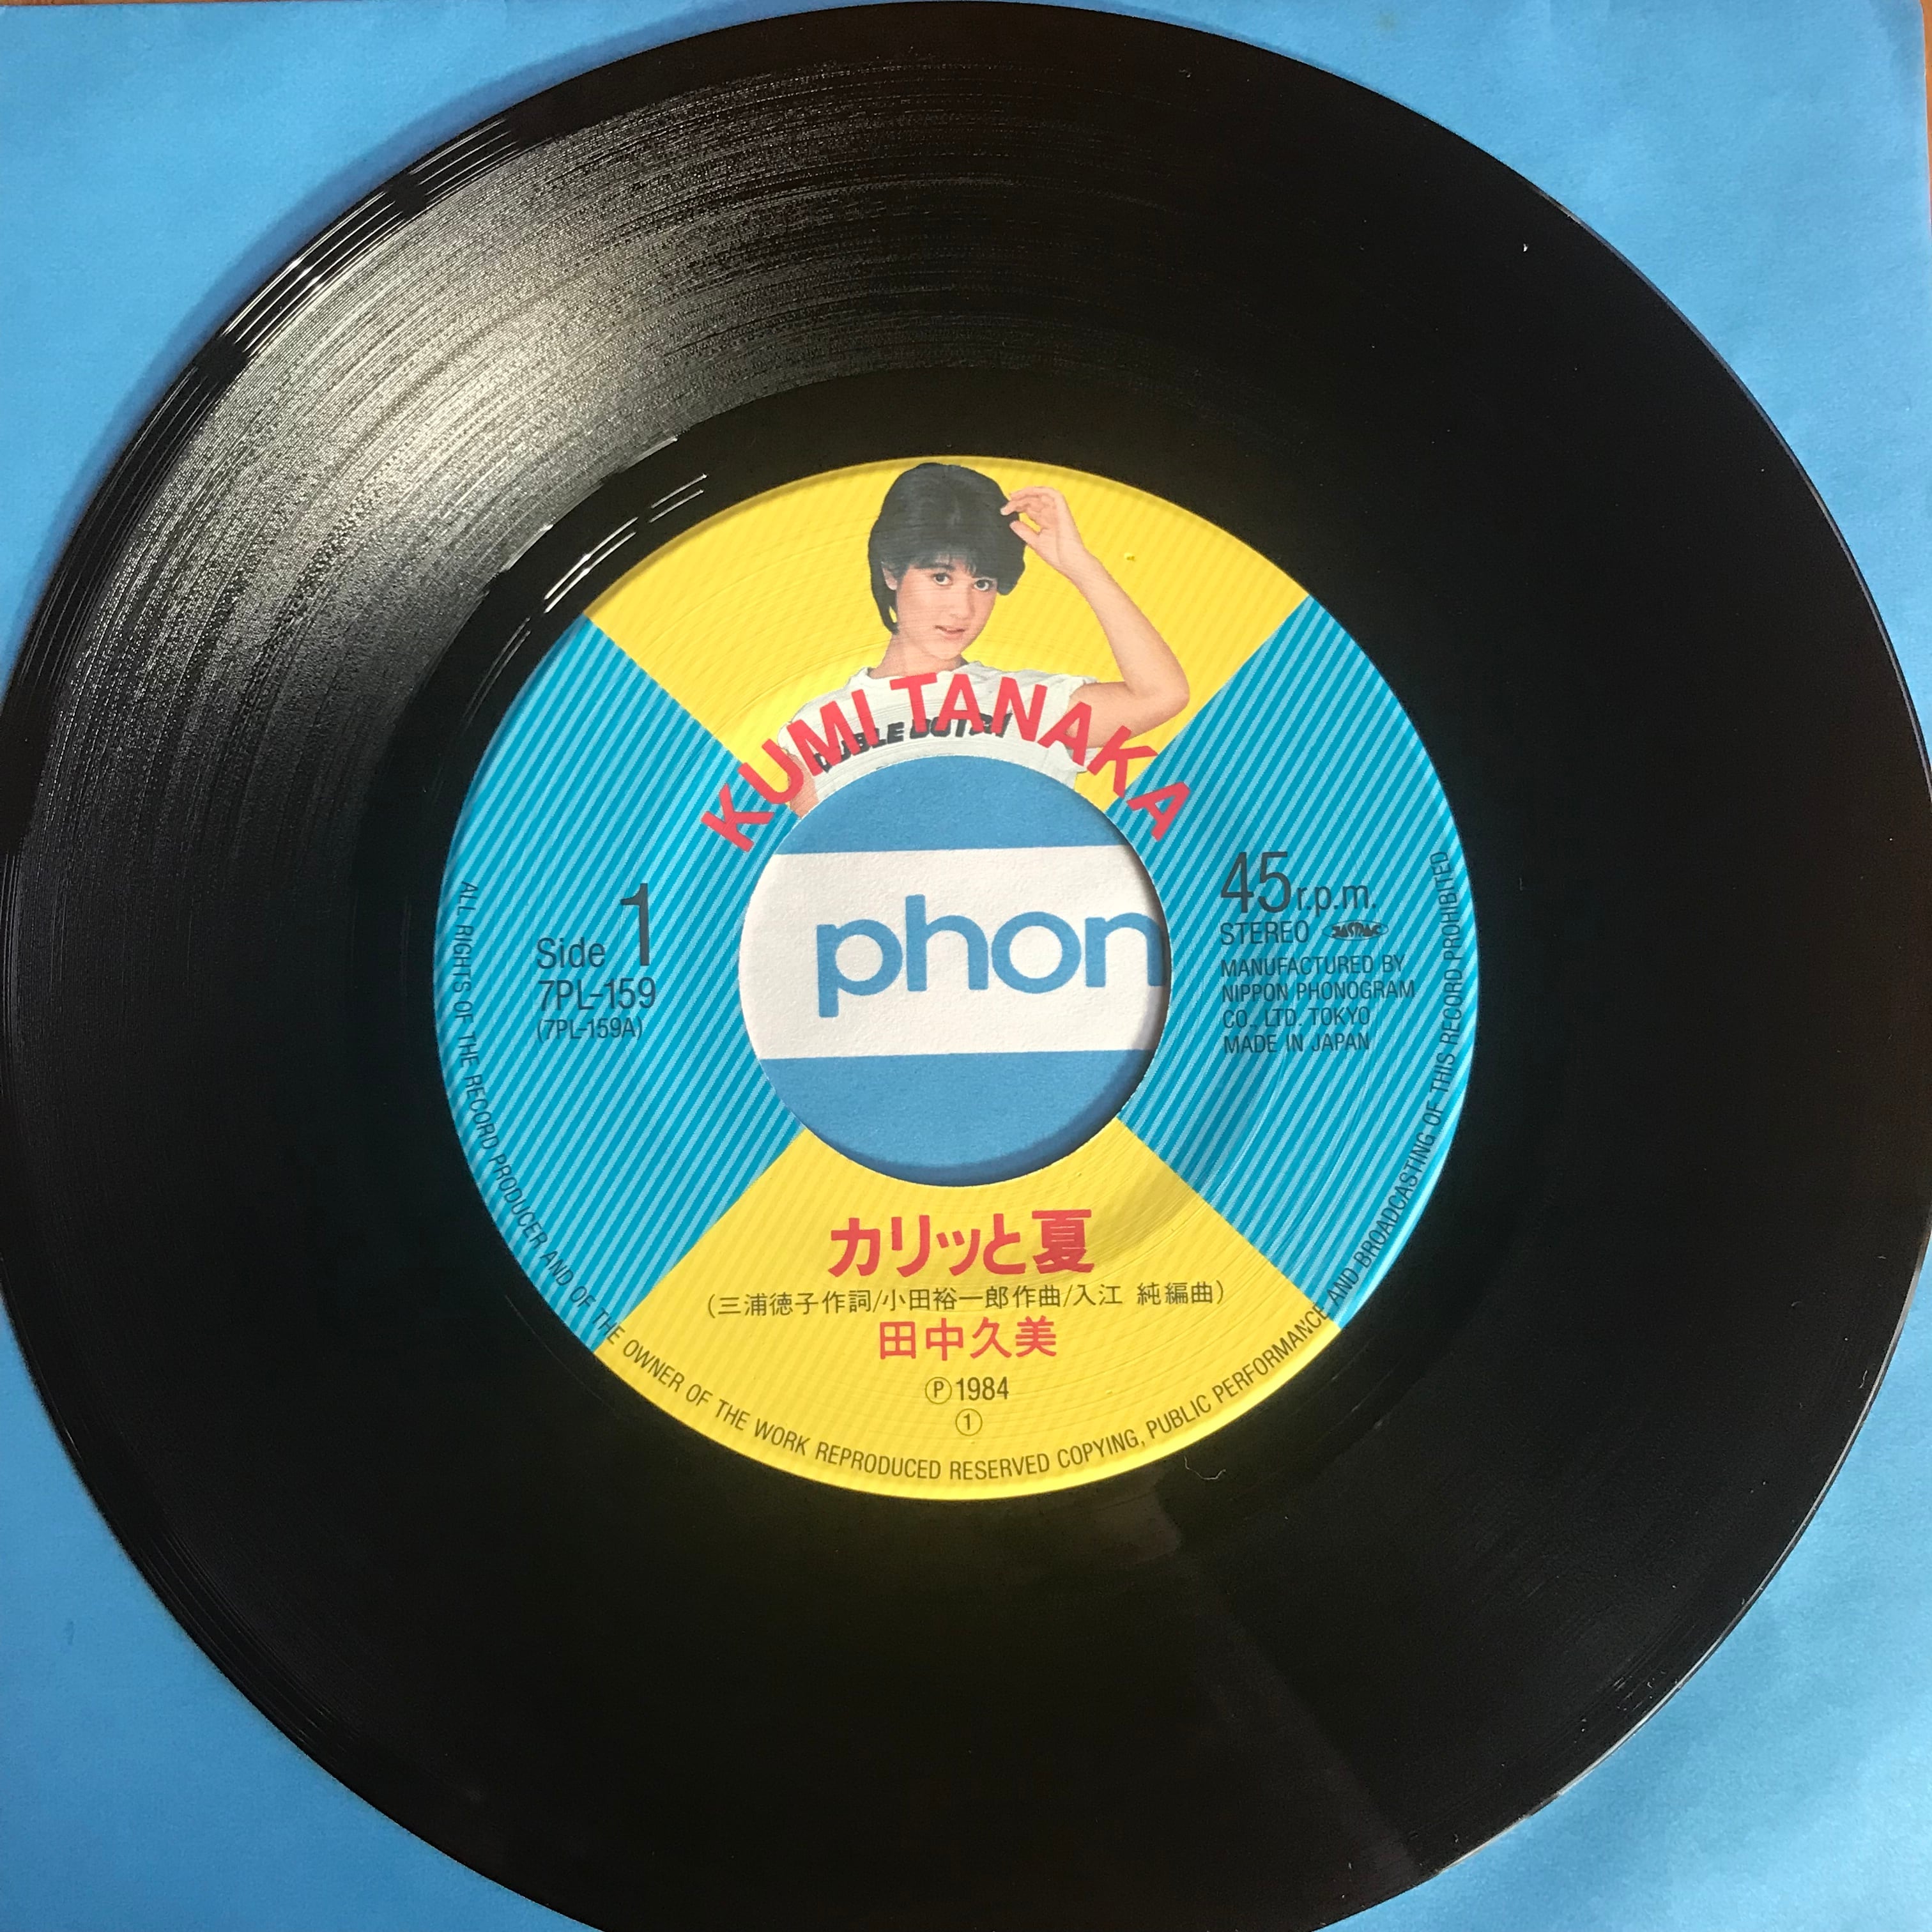 KUMI TANAKA
phon
Side 1
7PL-159
(7PL-159A)
45r.p.m.
STEREO JASRAC
MANUFACTURED BY
NIPPON PHONOGRAM
CO., LTD. TOKYO
MADE IN JAPAN
カリッと夏
(三浦徳子作詞/小田裕一郎作曲/入江 純編曲)
田中久美
Ⓟ1984
①
ALL RIGHTS OF THE RECORD PRODUCER AND OF THE OWNER OF THE WORK REPRODUCED RESERVED COPYING, PUBLIC PERFORMANCE AND BROADCASTING OF THIS RECORD PROHIBITED